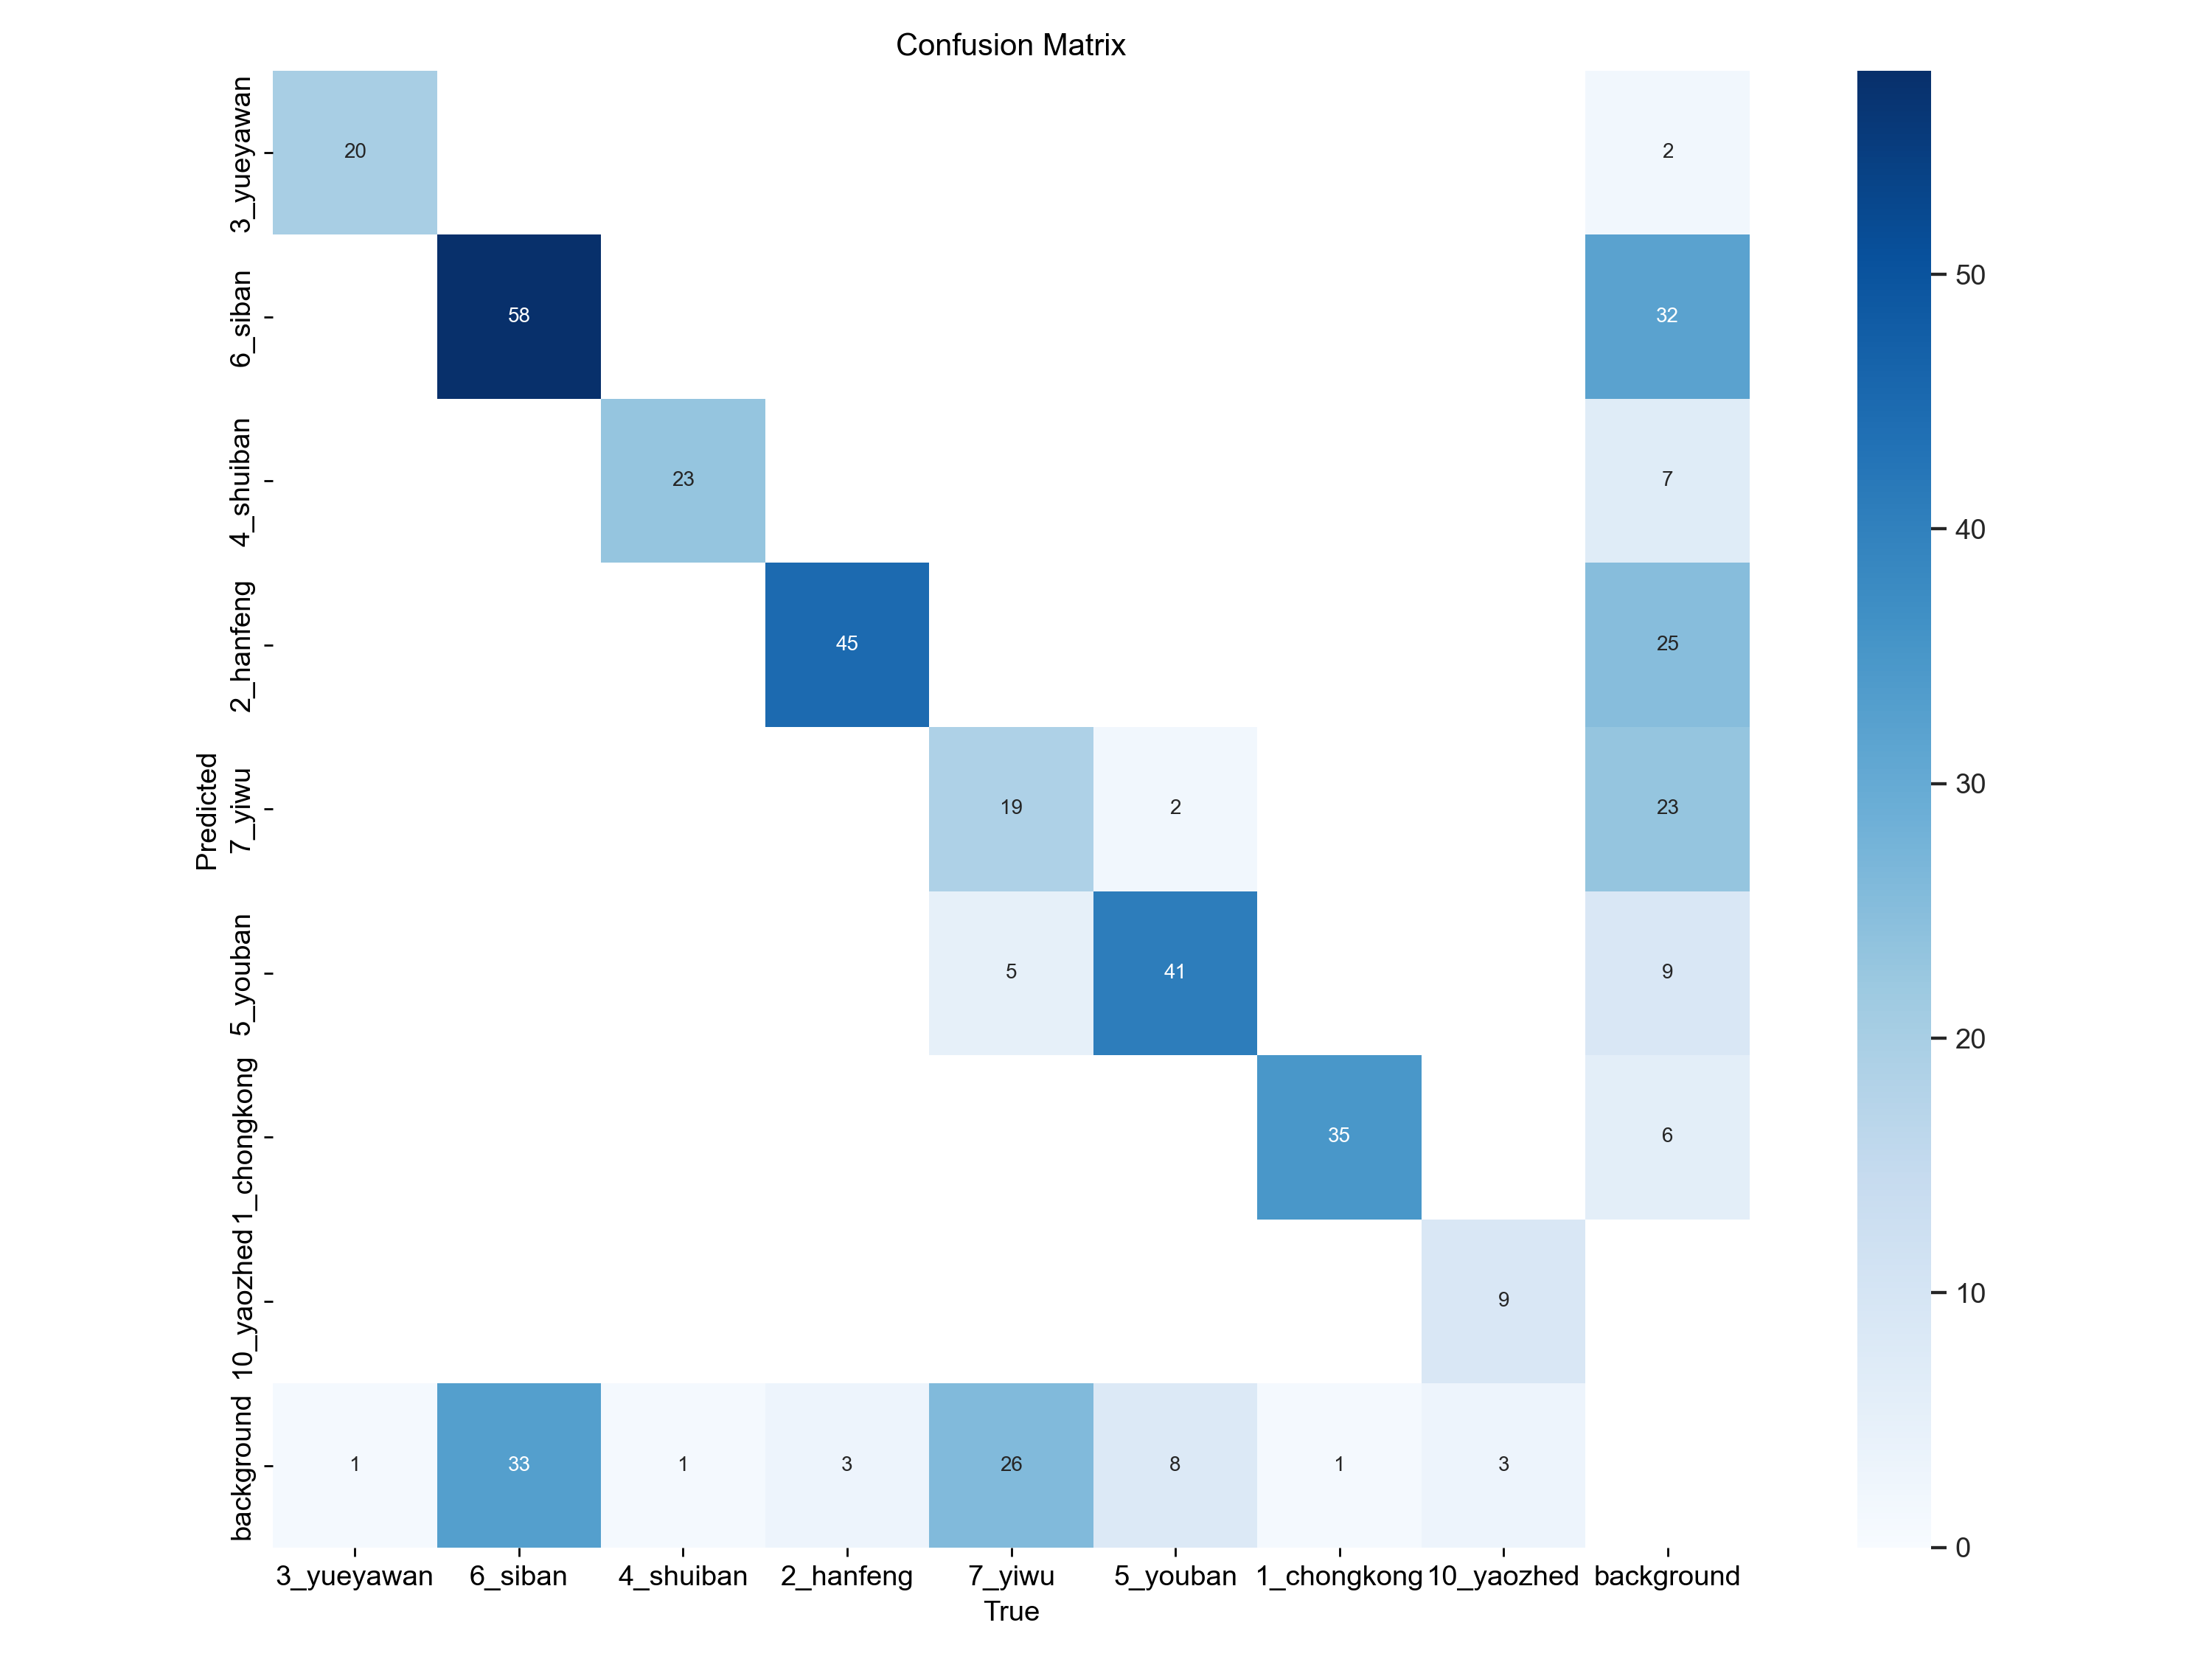 Confusion Matrix
3_yueyawan
20
2
6_siban
58
32
50
4_shuiban
23
7
40
2_hanfeng
45
25
Predicted
7_yiwu
19
2
23
30
5_youban
5
41
9
20
1_chongkong
35
6
10_yaozhed
9
10
background
1
33
1
3
26
8
1
3
0
3_yueyawan 6_siban 4_shuiban 2_hanfeng 7_yiwu 5_youban 1_chongkong 10_yaozhed background
True